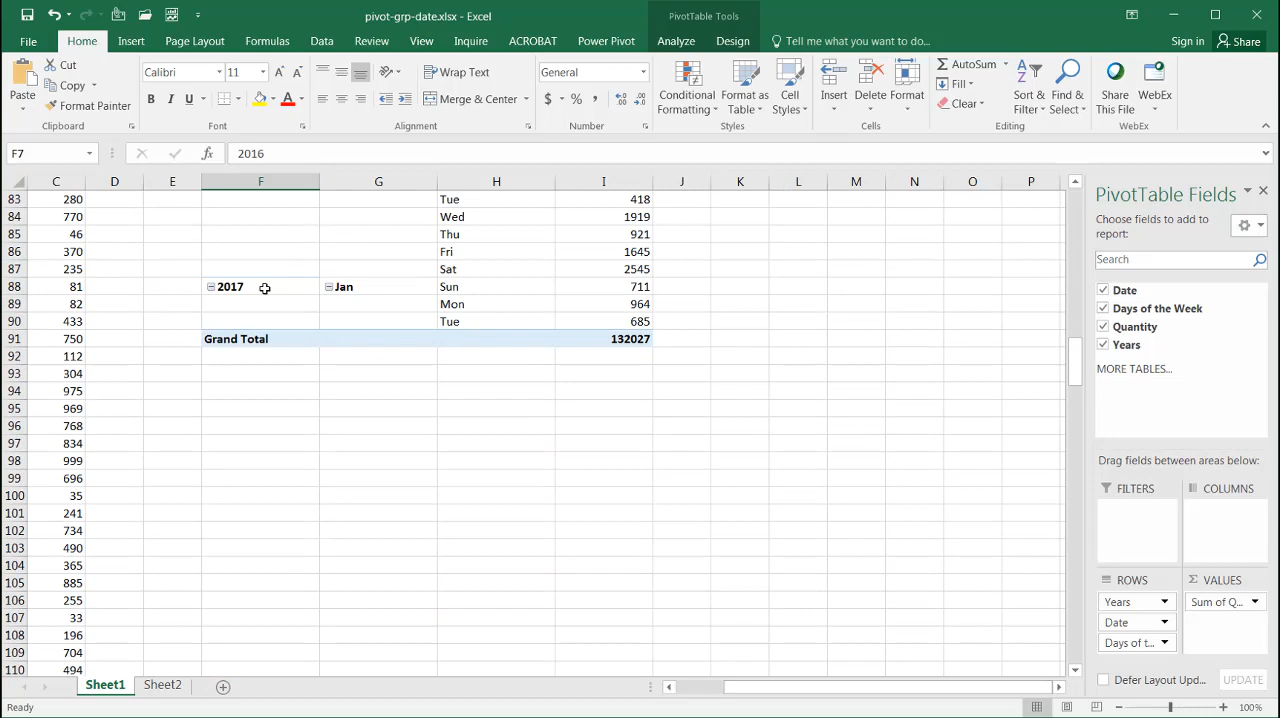 pivot-grp-date.xlsx - Excel
PivotTable Tools
File Home Insert Page Layout Formulas Data Review View Inquire ACROBAT Power Pivot Analyze Design Tell me what you want to do... Sign in Share
Paste Cut Copy Format Painter
Calibri 11
B I U A
Wrap Text
Merge & Center
General
$ % ,
Conditional Formatting
Format as Table
Cell Styles
Insert Delete Format
AutoSum
Fill
Clear
Sort & Filter
Find & Select
Share This File
WebEx
Clipboard Font Alignment Number Styles Cells Editing WebEx
F7 fx 2016
C D E F G H I J K L M N O P
83 280 Tue 418
84 770 Wed 1919
85 46 Thu 921
86 370 Fri 1645
87 235 Sat 2545
88 81 2017 Jan Sun 711
89 82 Mon 964
90 433 Tue 685
91 750 Grand Total 132027
92 112
93 304
94 975
95 969
96 768
97 834
98 999
99 696
100 35
101 241
102 734
103 490
104 365
105 885
106 255
107 33
108 196
109 704
110 494
PivotTable Fields
Choose fields to add to
report:
Search
Date
Days of the Week
Quantity
Years
MORE TABLES...
Drag fields between areas below:
FILTERS COLUMNS
ROWS Σ VALUES
Years Sum of Q...
Date
Days of t...
Defer Layout Upd... UPDATE
Sheet1 Sheet2
Ready 100%